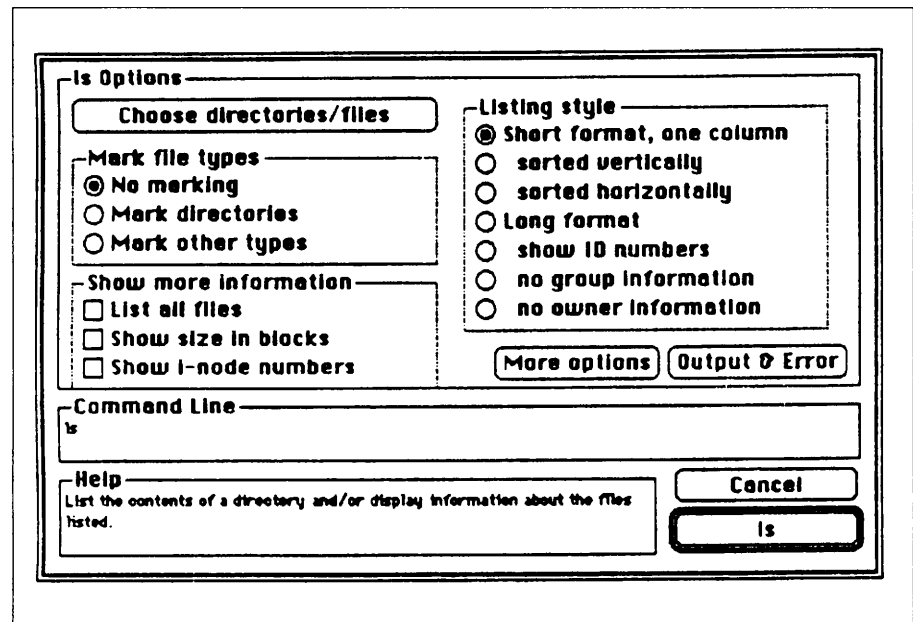 ls Options
Choose directories/files
Mark file types
No marking
Mark directories
Mark other types
Show more information
List all files
Show size in blocks
Show i-node numbers
Listing style
Short format, one column
sorted vertically
sorted horizontally
Long format
show ID numbers
no group information
no owner information
More options
Output & Error
Command Line
ls
Help
List the contents of a directory and/or display information about the files
listed.
Cancel
ls